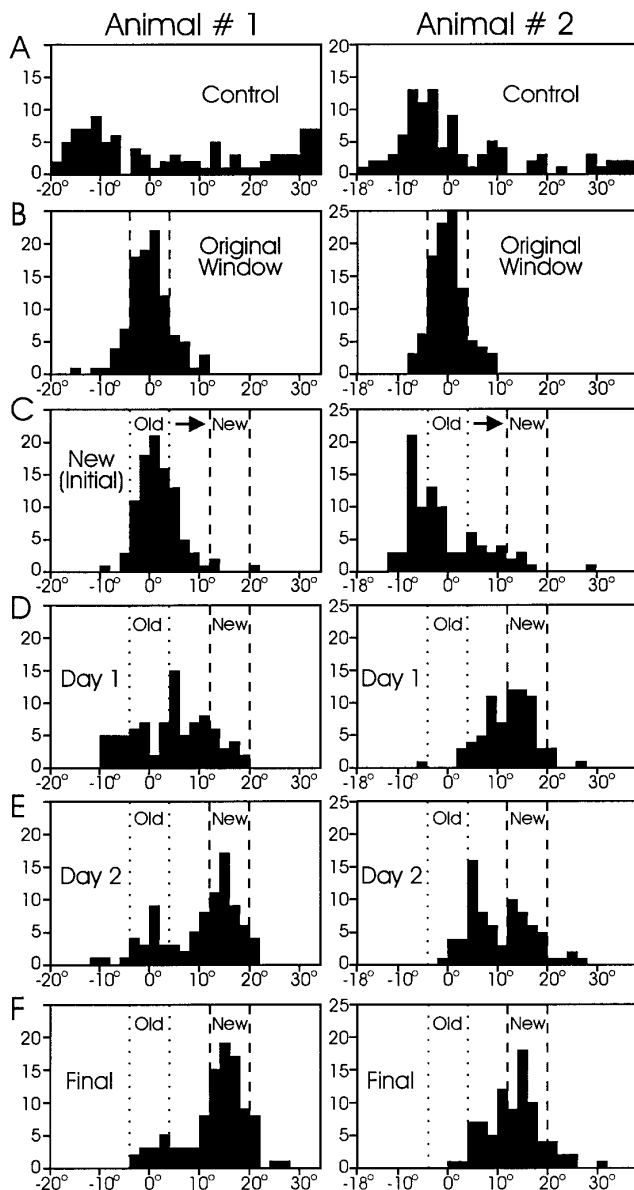 Animal # 1 Animal # 2
A
20 15 10 5 0
Control
-20° -10° 0° 10° 20° 30°
25 20 15 10 5 0
Control
-18° -10° 0° 10° 20° 30°
B
20 15 10 5 0
Original
Window
-20° -10° 0° 10° 20° 30°
25 20 15 10 5 0
Original
Window
-18° -10° 0° 10° 20° 30°
C
20 15 10 5 0
Old → New
New
(Initial)
-20° -10° 0° 10° 20° 30°
25 20 15 10 5 0
Old → New
-18° -10° 0° 10° 20° 30°
D
25 20 15 10 5 0
Old New
Day 1
-20° -10° 0° 10° 20° 30°
25 20 15 10 5 0
Old New
Day 1
-18° -10° 0° 10° 20° 30°
E
25 20 15 10 5 0
Old New
Day 2
-20° -10° 0° 10° 20° 30°
25 20 15 10 5 0
Old New
Day 2
-18° -10° 0° 10° 20° 30°
F
20 15 10 5 0
Old New
Final
-20° -10° 0° 10° 20° 30°
25 20 15 10 5 0
Old New
Final
-18° -10° 0° 10° 20° 30°